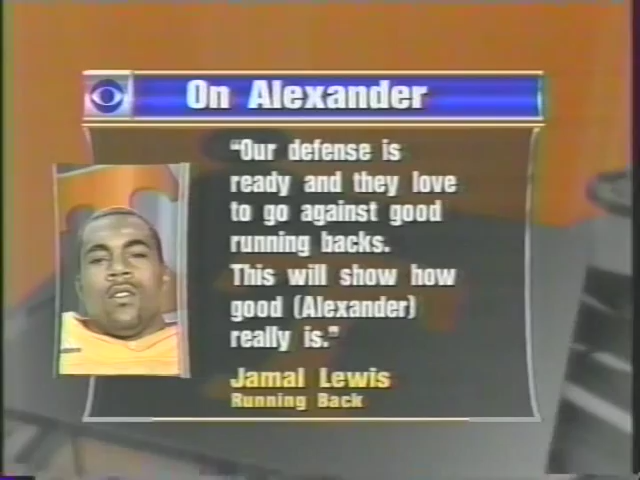 On Alexander
"Our defense is
ready and they love
to go against good
running backs.
This will show how
good (Alexander)
really is."
Jamal Lewis
Running Back